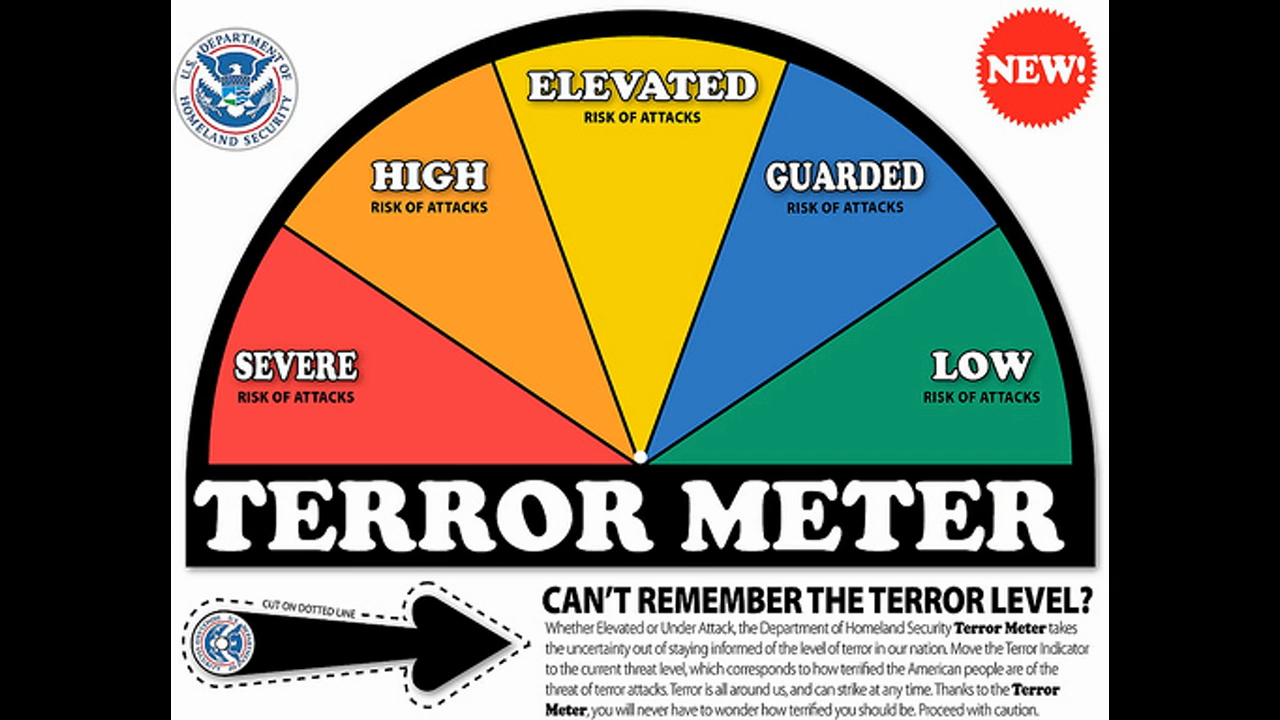 U.S. DEPARTMENT OF
HOMELAND SECURITY
NEW!
ELEVATED
RISK OF ATTACKS
HIGH
RISK OF ATTACKS
GUARDED
RISK OF ATTACKS
SEVERE
RISK OF ATTACKS
LOW
RISK OF ATTACKS
TERROR METER
CUT ON DOTTED LINE
CAN'T REMEMBER THE TERROR LEVEL?
Whether Elevated or Under Attack, the Department of Homeland Security Terror Meter takes
the uncertainty out of staying informed of the level of terror in our nation. Move the Terror Indicator
to the current threat level, which corresponds to how terrified the American people are of the
threat of terror attacks. Terror is all around us, and can strike at any time. Thanks to the Terror
Meter, you will never have to wonder how terrified you should be. Proceed with caution.